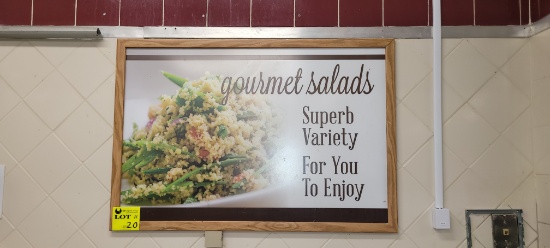 gourmet salads
Superb
Variety
For You
To Enjoy
LOT #
20